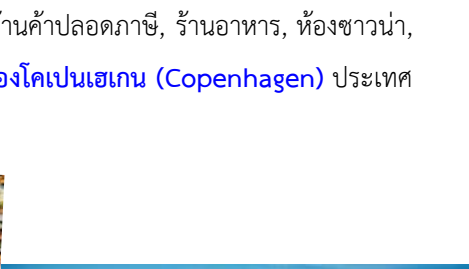 ้านค้าปลอดภาษี, ร้านอาหาร, ห้องซาวน่า,
องโคเปนเฮเกน (Copenhagen) ประเทศ